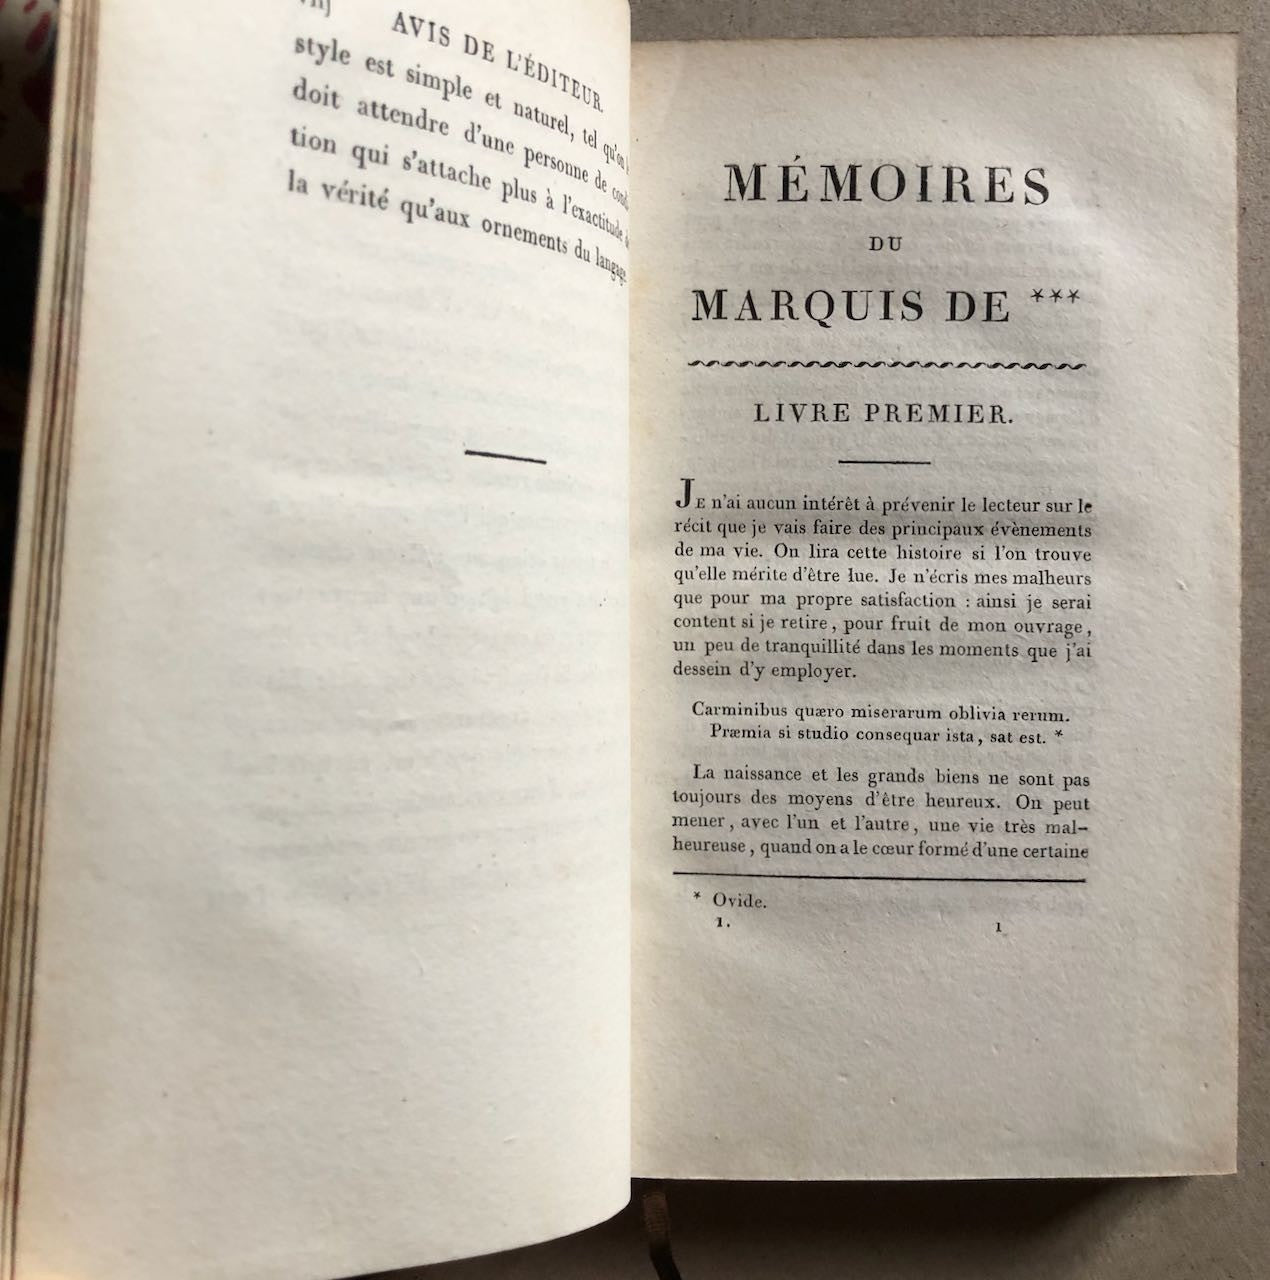 AVIS DE L'ÉDITEUR.
style est simple et naturel, tel qu'on
doit attendre d'une personne de
tion qui s'attache plus à l'exactitude
la vérité qu'aux ornements du langage.
MÉMOIRES
DU
MARQUIS DE ***
LIVRE PREMIER.
JE n'ai aucun intérêt à prévenir le lecteur sur le
récit que je vais faire des principaux évènements
de ma vie. On lira cette histoire si l'on trouve
qu'elle mérite d'être lue. Je n'écris mes malheurs
que pour ma propre satisfaction : ainsi je serai
content si je retire, pour fruit de mon ouvrage,
un peu de tranquillité dans les moments que j'ai
dessein d'y employer.
Carminibus quæro miserarum oblivia rerum.
Præmia si studio consequar ista, sat est. *
La naissance et les grands biens ne sont pas
toujours des moyens d'être heureux. On peut
mener, avec l'un et l'autre, une vie très mal-
heureuse, quand on a le cœur formé d'une certaine
* Ovide.
1. 1